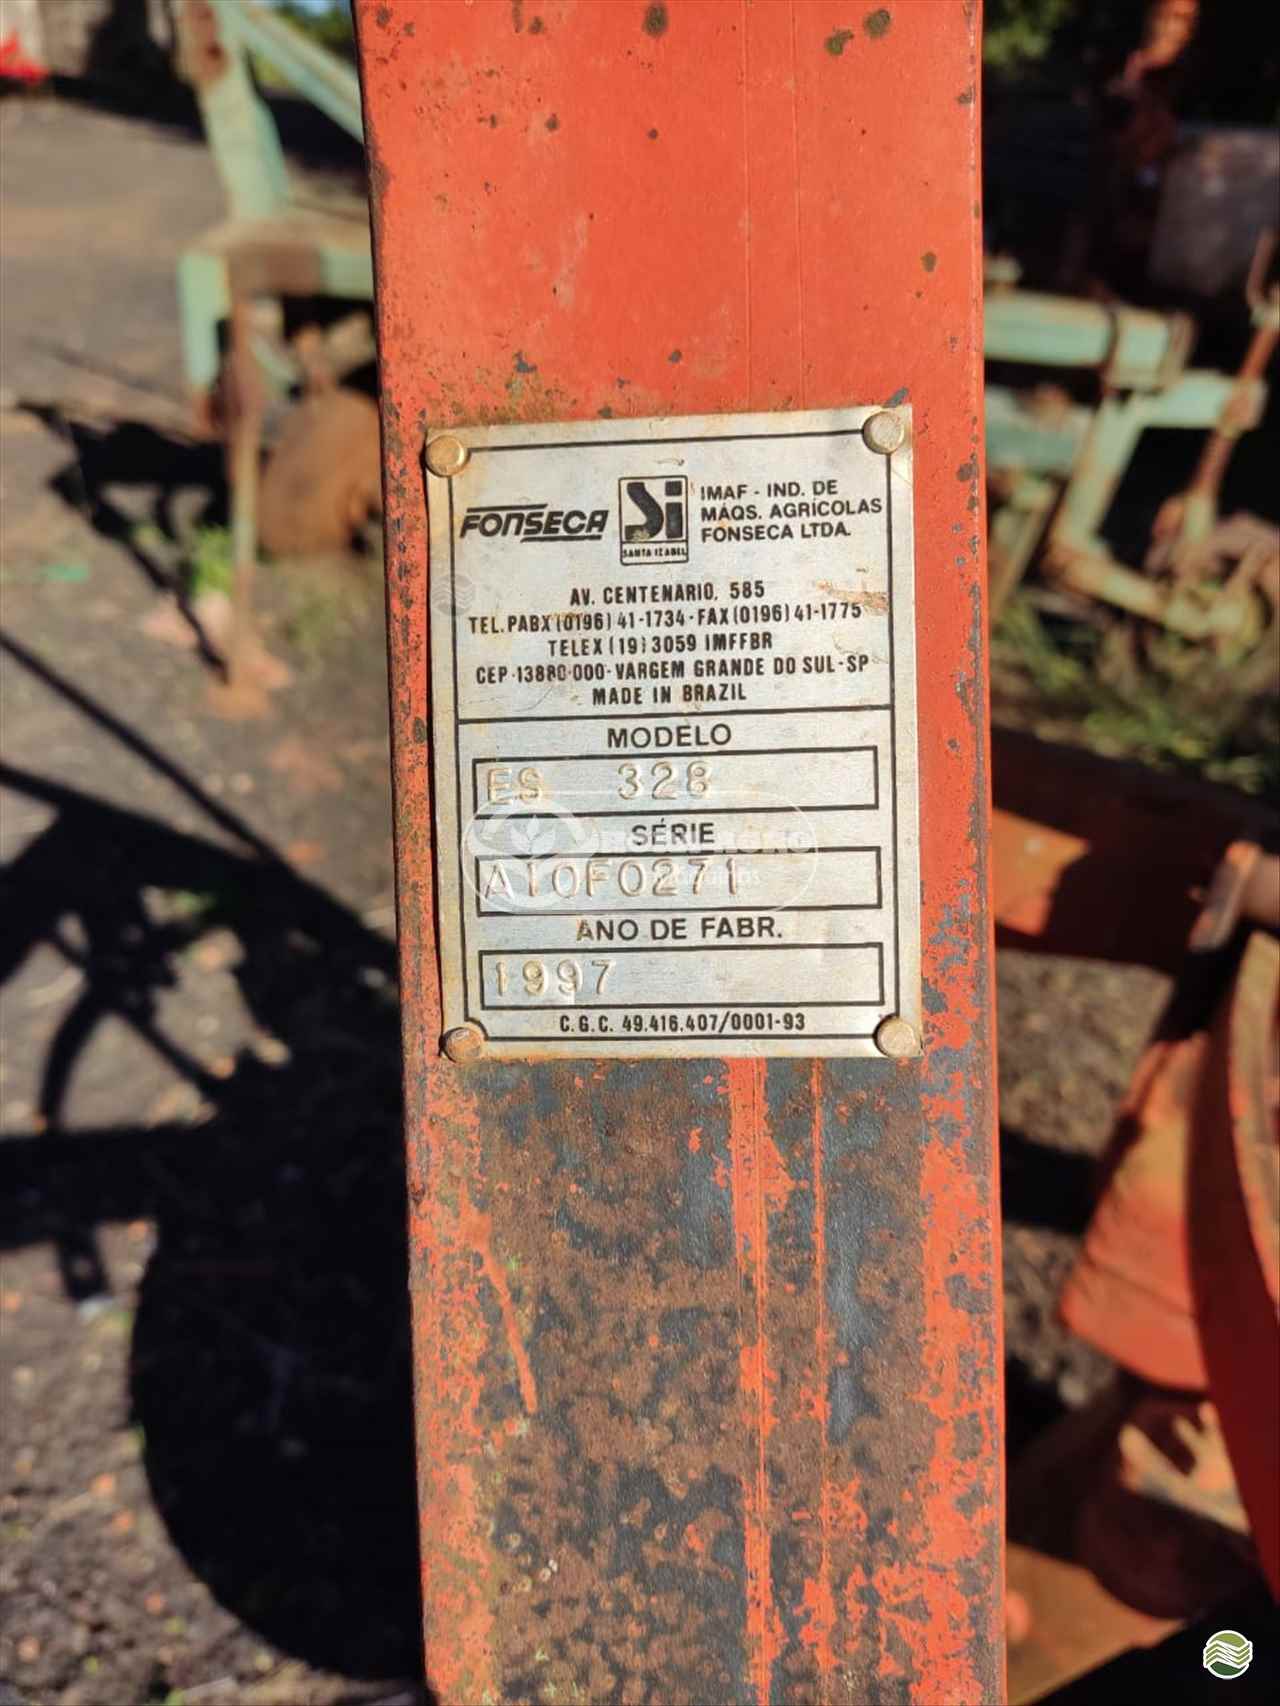 FONSECA
Si
SANTA IZABEL
IMAF - IND. DE
MÁQS. AGRÍCOLAS
FONSECA LTDA.
AV. CENTENARIO, 585
TEL. PABX (0196) 41-1734 - FAX (0196) 41-1775
TELEX (19) 3059 IMFFBR
CEP - 13880-000 - VARGEM GRANDE DO SUL - SP
MADE IN BRAZIL
MODELO
ES 328
SÉRIE
A10F0271
ANO DE FABR.
1997
C.G.C. 49.416.407/0001-93